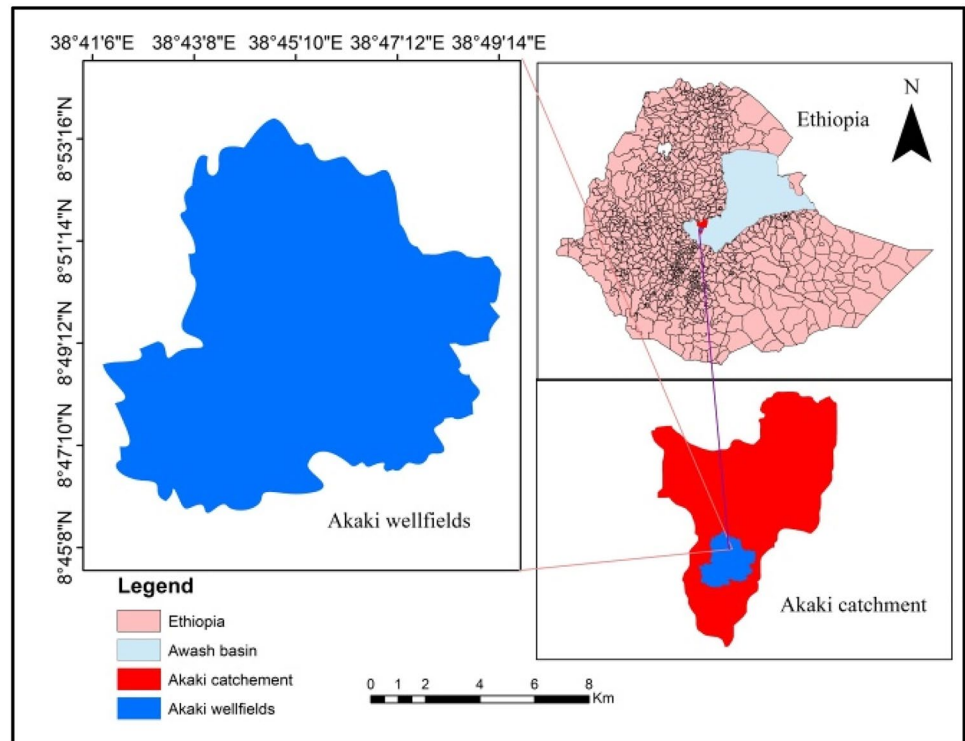 38°41'6"E 38°43'8"E 38°45'10"E 38°47'12"E 38°49'14"E
8°53'16"N
8°51'14"N
8°49'12"N
8°47'10"N
8°45'8"N
Akaki wellfields
Ethiopia
N
Akaki catchment
Legend
Ethiopia
Awash basin
Akaki catchement
Akaki wellfields
0 1 2 4 6 8
Km